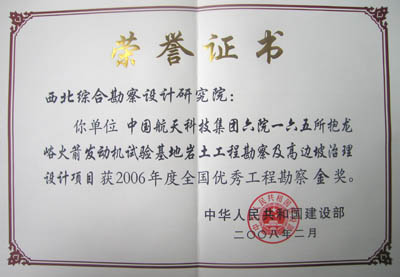 荣誉证书
西北综合勘察设计研究院：
你单位 中国航天科技集团六院一六五所抱龙
峪火箭发动机试验基地岩土工程勘察及高边坡治理
设计项目 获2006年度全国优秀工程勘察 金 奖。
中华人民共和国建设部
二〇〇八年二月